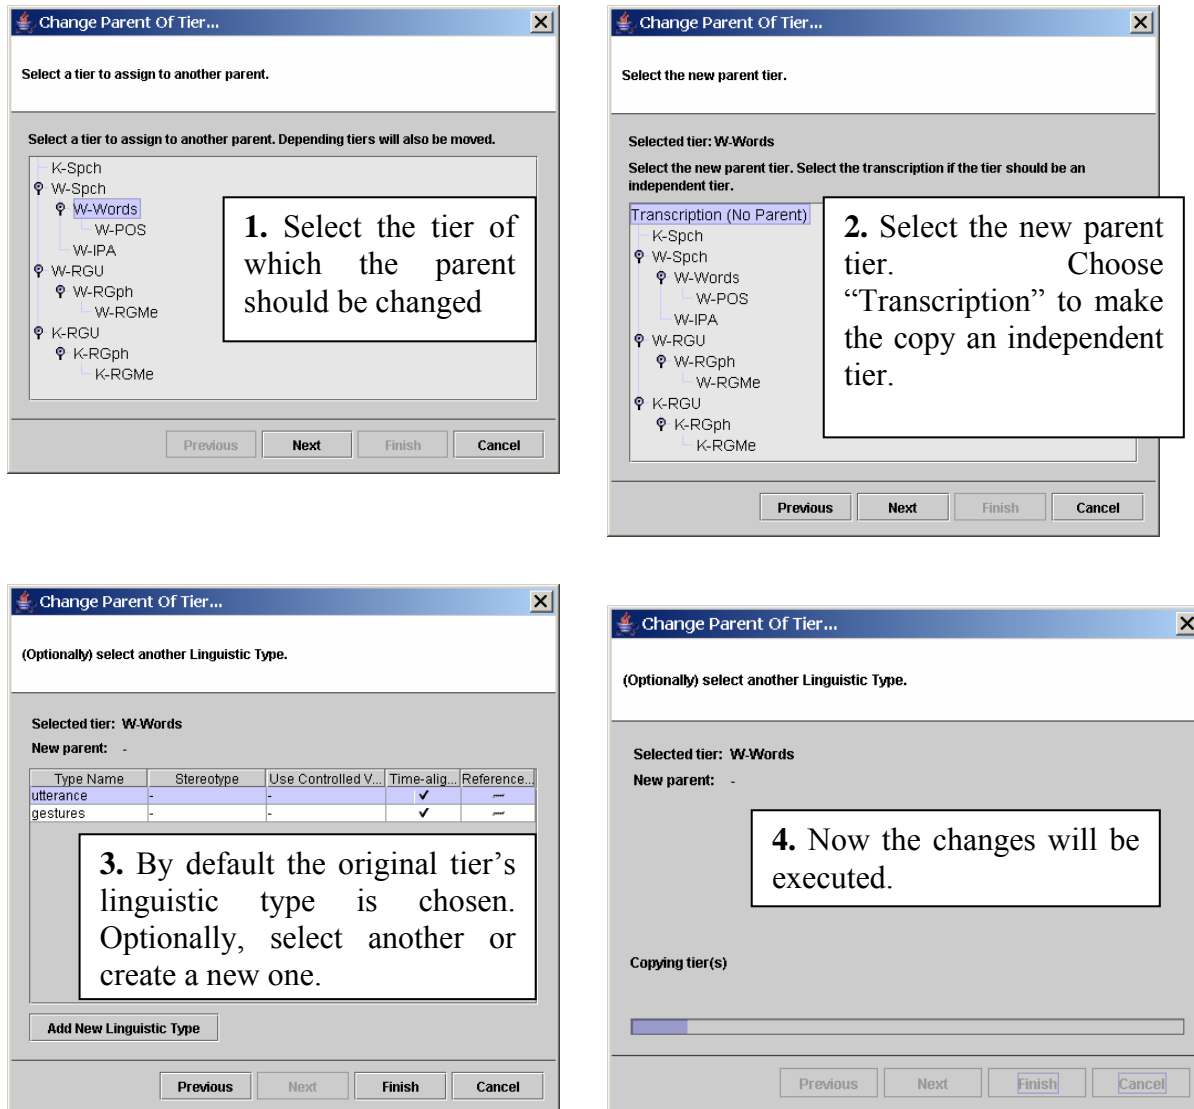 Change Parent Of Tier...
Select a tier to assign to another parent.
Select a tier to assign to another parent. Depending tiers will also be moved.
K-Spch
W-Spch
W-Words
W-POS
W-IPA
W-RGU
W-RGph
W-RGMe
K-RGU
K-RGph
K-RGMe
1. Select the tier of
which the parent
should be changed
Previous Next Finish Cancel
Change Parent Of Tier...
Select the new parent tier.
Selected tier: W-Words
Select the new parent tier. Select the transcription if the tier should be an
independent tier.
Transcription (No Parent)
K-Spch
W-Spch
W-Words
W-POS
W-IPA
W-RGU
W-RGph
W-RGMe
K-RGU
K-RGph
K-RGMe
2. Select the new parent
tier. Choose
“Transcription” to make
the copy an independent
tier.
Previous Next Finish Cancel
Change Parent Of Tier...
(Optionally) select another Linguistic Type.
Selected tier: W-Words
New parent: -
Type Name Stereotype Use Controlled V... Time-alig... Reference...
utterance - -
gestures - -
3. By default the original tier’s
linguistic type is chosen.
Optionally, select another or
create a new one.
Add New Linguistic Type
Previous Next Finish Cancel
Change Parent Of Tier...
(Optionally) select another Linguistic Type.
Selected tier: W-Words
New parent: -
4. Now the changes will be
executed.
Copying tier(s)
Previous Next Finish Cancel